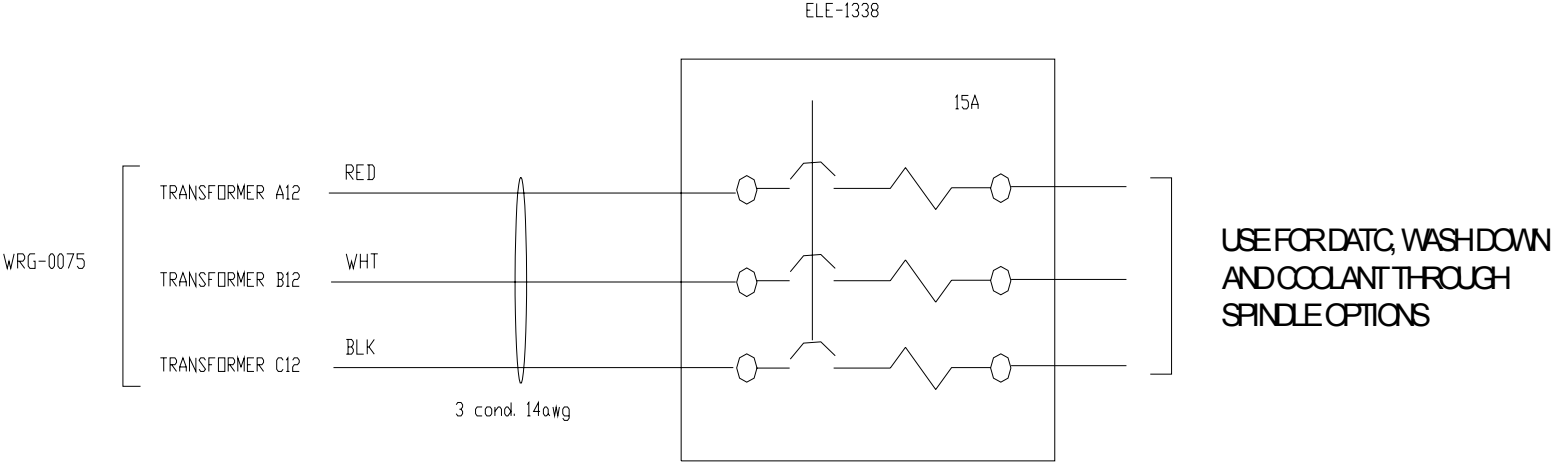 ELE-1338
15A
RED
TRANSFORMER A12
WRG-0075
WHT
TRANSFORMER B12
BLK
TRANSFORMER C12
3 cond. 14awg
USE FOR DATC, WASH DOWN
AND COOLANT THROUGH
SPINDLE OPTIONS